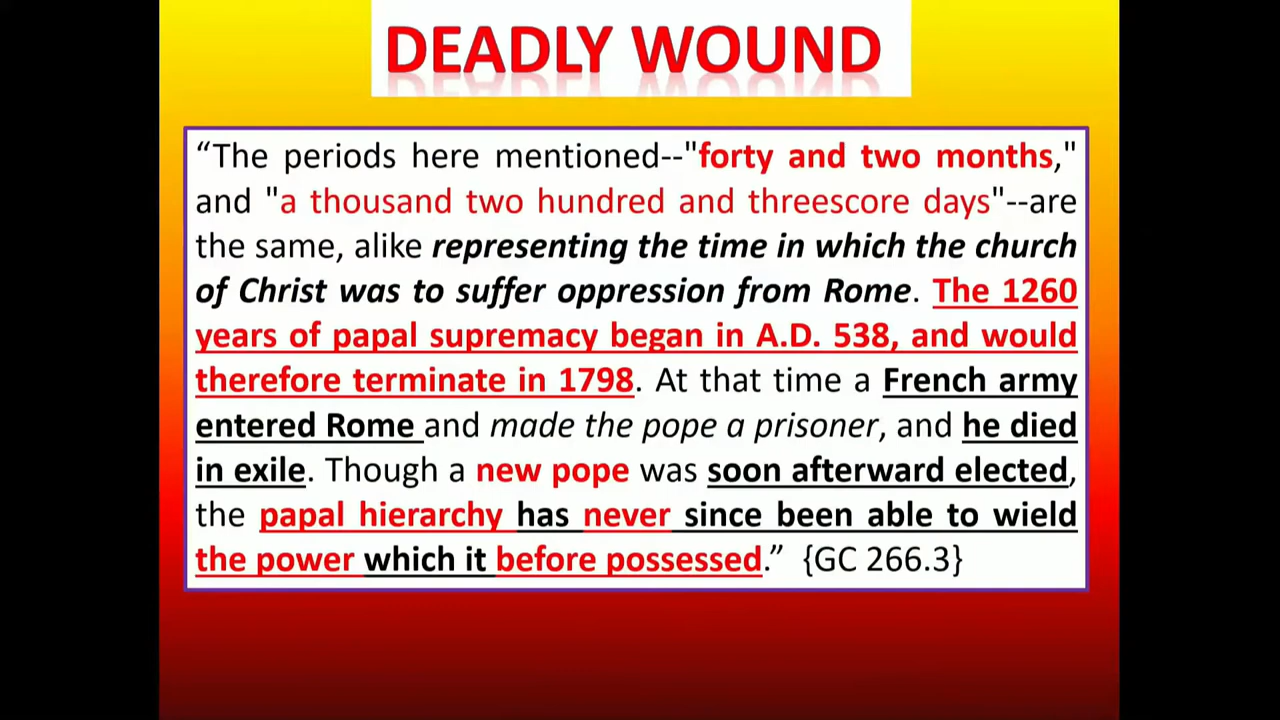 DEADLY WOUND
“The periods here mentioned--"forty and two months,"
and "a thousand two hundred and threescore days"--are
the same, alike representing the time in which the church
of Christ was to suffer oppression from Rome. The 1260
years of papal supremacy began in A.D. 538, and would
therefore terminate in 1798. At that time a French army
entered Rome and made the pope a prisoner, and he died
in exile. Though a new pope was soon afterward elected,
the papal hierarchy has never since been able to wield
the power which it before possessed.” {GC 266.3}